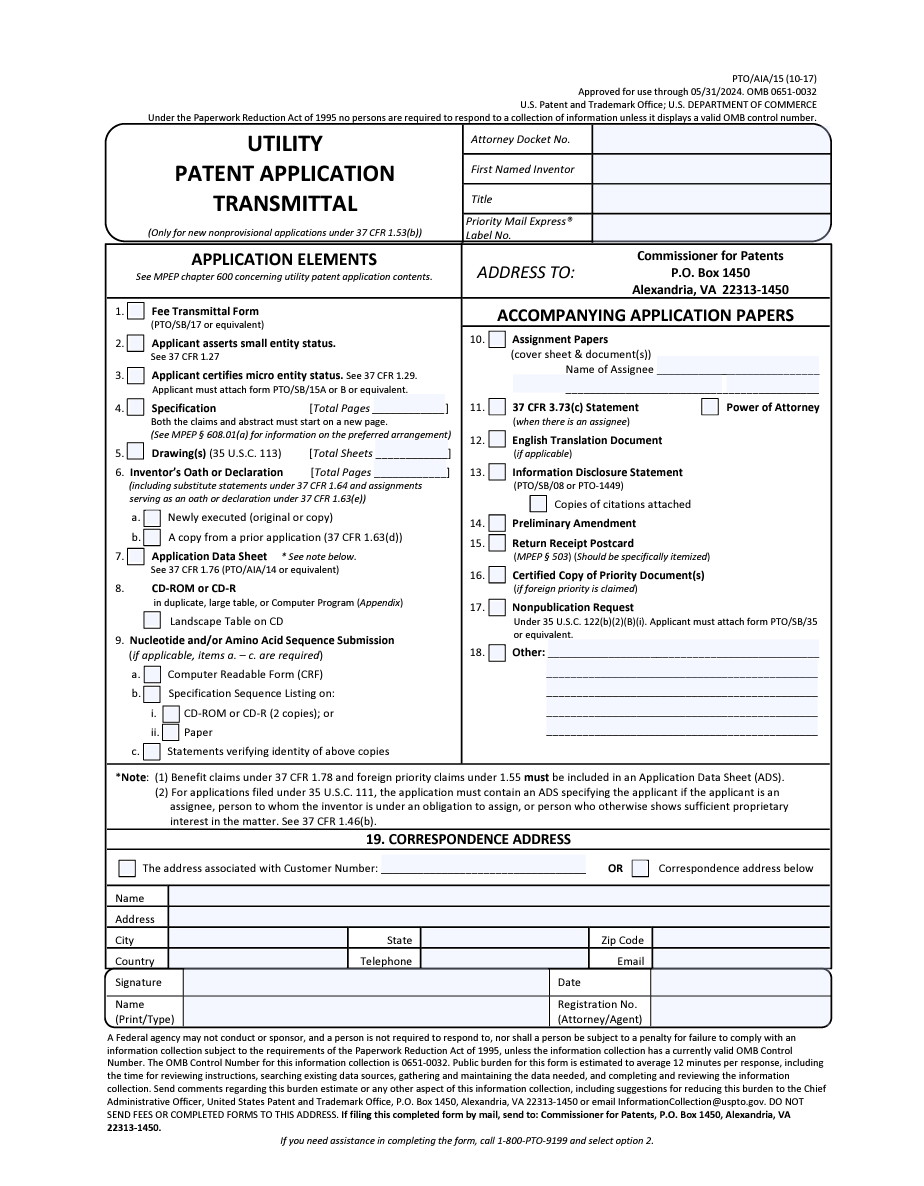 PTO/AIA/15 (10-17)
Approved for use through 05/31/2024. OMB 0651-0032
U.S. Patent and Trademark Office; U.S. DEPARTMENT OF COMMERCE
Under the Paperwork Reduction Act of 1995 no persons are required to respond to a collection of information unless it displays a valid OMB control number.
UTILITY
PATENT APPLICATION
TRANSMITTAL
(Only for new nonprovisional applications under 37 CFR 1.53(b))
Attorney Docket No.
First Named Inventor
Title
Priority Mail Express®
Label No.
APPLICATION ELEMENTS
See MPEP chapter 600 concerning utility patent application contents.
ADDRESS TO:
Commissioner for Patents
P.O. Box 1450
Alexandria, VA 22313-1450
1. Fee Transmittal Form
(PTO/SB/17 or equivalent)
2. Applicant asserts small entity status.
See 37 CFR 1.27
3. Applicant certifies micro entity status. See 37 CFR 1.29.
Applicant must attach form PTO/SB/15A or B or equivalent.
4. Specification [Total Pages ____________]
Both the claims and abstract must start on a new page.
(See MPEP § 608.01(a) for information on the preferred arrangement)
5. Drawing(s) (35 U.S.C. 113) [Total Sheets ____________]
6. Inventor's Oath or Declaration [Total Pages ____________]
(including substitute statements under 37 CFR 1.64 and assignments
serving as an oath or declaration under 37 CFR 1.63(e))
a. Newly executed (original or copy)
b. A copy from a prior application (37 CFR 1.63(d))
7. Application Data Sheet * See note below.
See 37 CFR 1.76 (PTO/AIA/14 or equivalent)
8. CD-ROM or CD-R
in duplicate, large table, or Computer Program (Appendix)
Landscape Table on CD
9. Nucleotide and/or Amino Acid Sequence Submission
(if applicable, items a. – c. are required)
a. Computer Readable Form (CRF)
b. Specification Sequence Listing on:
i. CD-ROM or CD-R (2 copies); or
ii. Paper
c. Statements verifying identity of above copies
ACCOMPANYING APPLICATION PAPERS
10. Assignment Papers
(cover sheet & document(s))
Name of Assignee ___________________________
11. 37 CFR 3.73(c) Statement Power of Attorney
(when there is an assignee)
12. English Translation Document
(if applicable)
13. Information Disclosure Statement
(PTO/SB/08 or PTO-1449)
Copies of citations attached
14. Preliminary Amendment
15. Return Receipt Postcard
(MPEP § 503) (Should be specifically itemized)
16. Certified Copy of Priority Document(s)
(if foreign priority is claimed)
17. Nonpublication Request
Under 35 U.S.C. 122(b)(2)(B)(i). Applicant must attach form PTO/SB/35
or equivalent.
18. Other: ______________________________
*Note: (1) Benefit claims under 37 CFR 1.78 and foreign priority claims under 1.55 must be included in an Application Data Sheet (ADS).
(2) For applications filed under 35 U.S.C. 111, the application must contain an ADS specifying the applicant if the applicant is an
assignee, person to whom the inventor is under an obligation to assign, or person who otherwise shows sufficient proprietary
interest in the matter. See 37 CFR 1.46(b).
19. CORRESPONDENCE ADDRESS
The address associated with Customer Number: __________________________________ OR Correspondence address below
Name
Address
City State Zip Code
Country Telephone Email
Signature Date
Name
(Print/Type)
Registration No.
(Attorney/Agent)
A Federal agency may not conduct or sponsor, and a person is not required to respond to, nor shall a person be subject to a penalty for failure to comply with an
information collection subject to the requirements of the Paperwork Reduction Act of 1995, unless the information collection has a currently valid OMB Control
Number. The OMB Control Number for this information collection is 0651-0032. Public burden for this form is estimated to average 12 minutes per response, including
the time for reviewing instructions, searching existing data sources, gathering and maintaining the data needed, and completing and reviewing the information
collection. Send comments regarding this burden estimate or any other aspect of this information collection, including suggestions for reducing this burden to the Chief
Administrative Officer, United States Patent and Trademark Office, P.O. Box 1450, Alexandria, VA 22313-1450 or email InformationCollection@uspto.gov. DO NOT
SEND FEES OR COMPLETED FORMS TO THIS ADDRESS. If filing this completed form by mail, send to: Commissioner for Patents, P.O. Box 1450, Alexandria, VA
22313-1450.
If you need assistance in completing the form, call 1-800-PTO-9199 and select option 2.